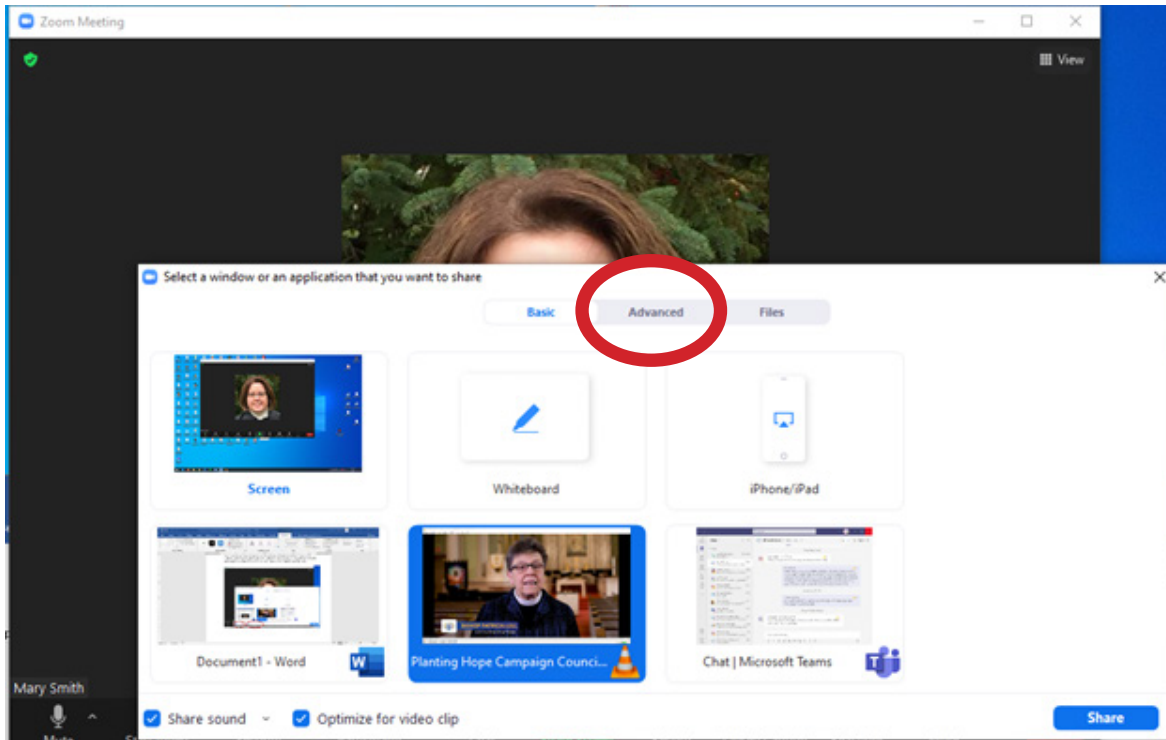 Zoom Meeting
View
Select a window or an application that you want to share
Basic
Advanced
Files
Screen
Whiteboard
iPhone/iPad
Document1 - Word
Planting Hope Campaign Counci...
Chat | Microsoft Teams
Mary Smith
Share sound
Optimize for video clip
Share
Mute